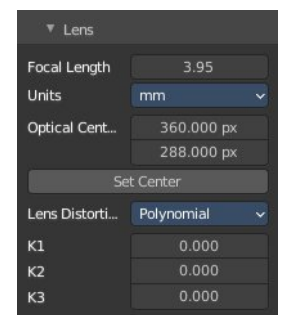 Lens
Focal Length 3.95
Units mm
Optical Cent... 360.000 px
288.000 px
Set Center
Lens Distorti... Polynomial
K1 0.000
K2 0.000
K3 0.000